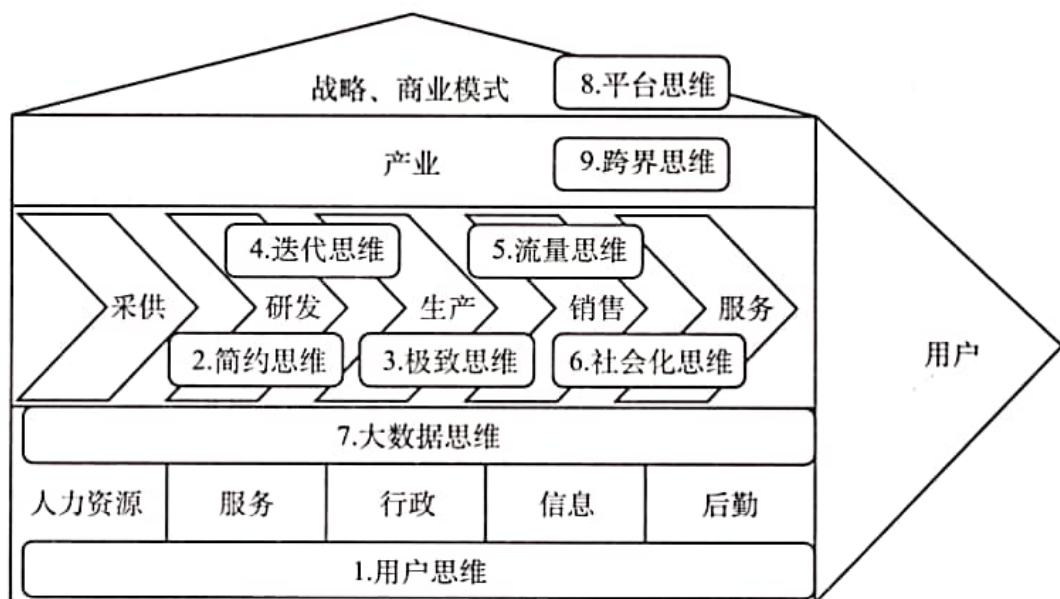 战略、商业模式
8.平台思维
产业
9.跨界思维
4.迭代思维
5.流量思维
采供
研发
生产
销售
服务
2.简约思维
3.极致思维
6.社会化思维
用户
7.大数据思维
人力资源
服务
行政
信息
后勤
1.用户思维